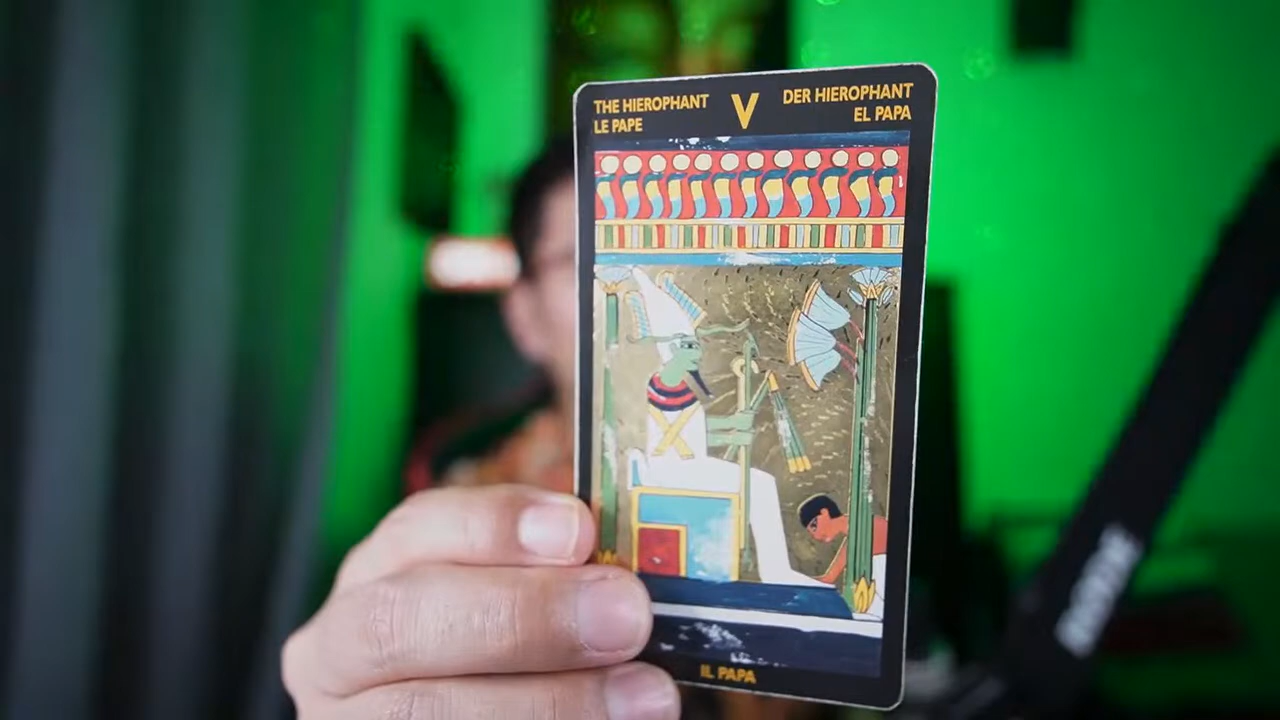 THE HIEROPHANT
LE PAPE
V
DER HIEROPHANT
EL PAPA
IL PAPA